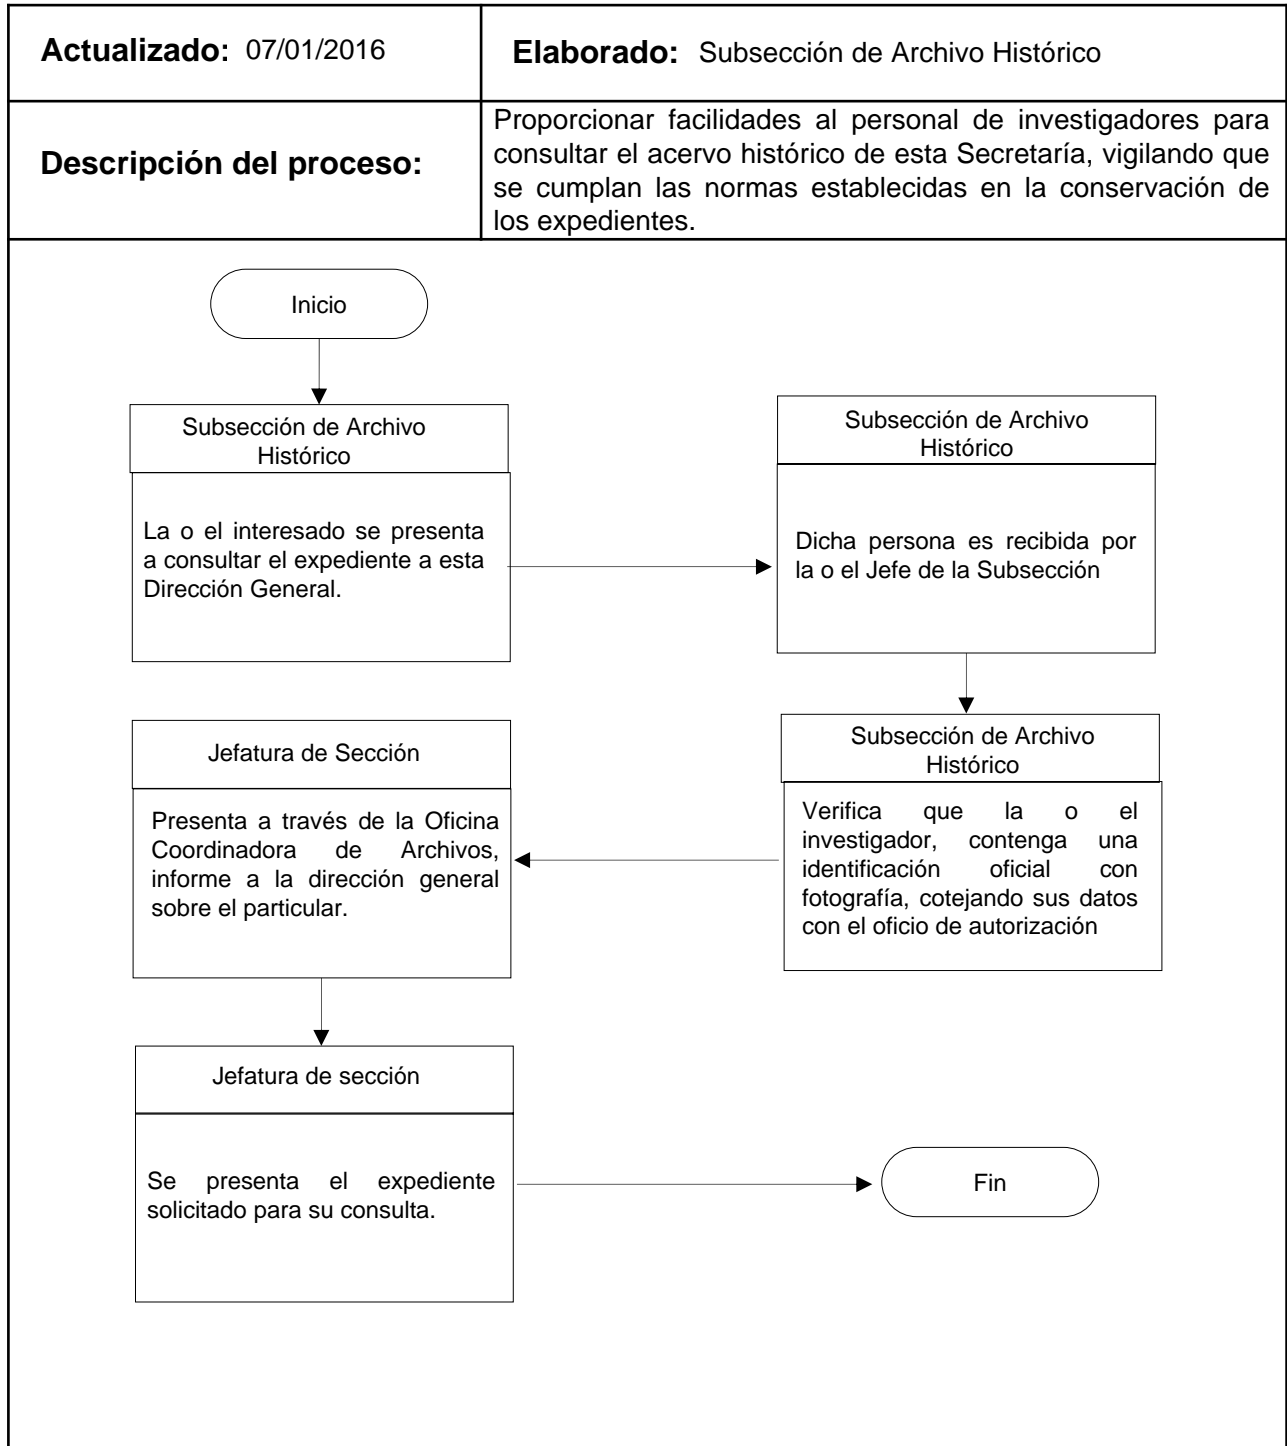 Actualizado: 07/01/2016
Elaborado: Subsección de Archivo Histórico
Descripción del proceso:
Proporcionar facilidades al personal de investigadores para
consultar el acervo histórico de esta Secretaría, vigilando que
se cumplan las normas establecidas en la conservación de
los expedientes.
Inicio
Subsección de Archivo
Histórico
La o el interesado se presenta
a consultar el expediente a esta
Dirección General.
Subsección de Archivo
Histórico
Dicha persona es recibida por
la o el Jefe de la Subsección
Subsección de Archivo
Histórico
Verifica que la o el
investigador, contenga una
identificación oficial con
fotografía, cotejando sus datos
con el oficio de autorización
Jefatura de Sección
Presenta a través de la Oficina
Coordinadora de Archivos,
informe a la dirección general
sobre el particular.
Jefatura de sección
Se presenta el expediente
solicitado para su consulta.
Fin